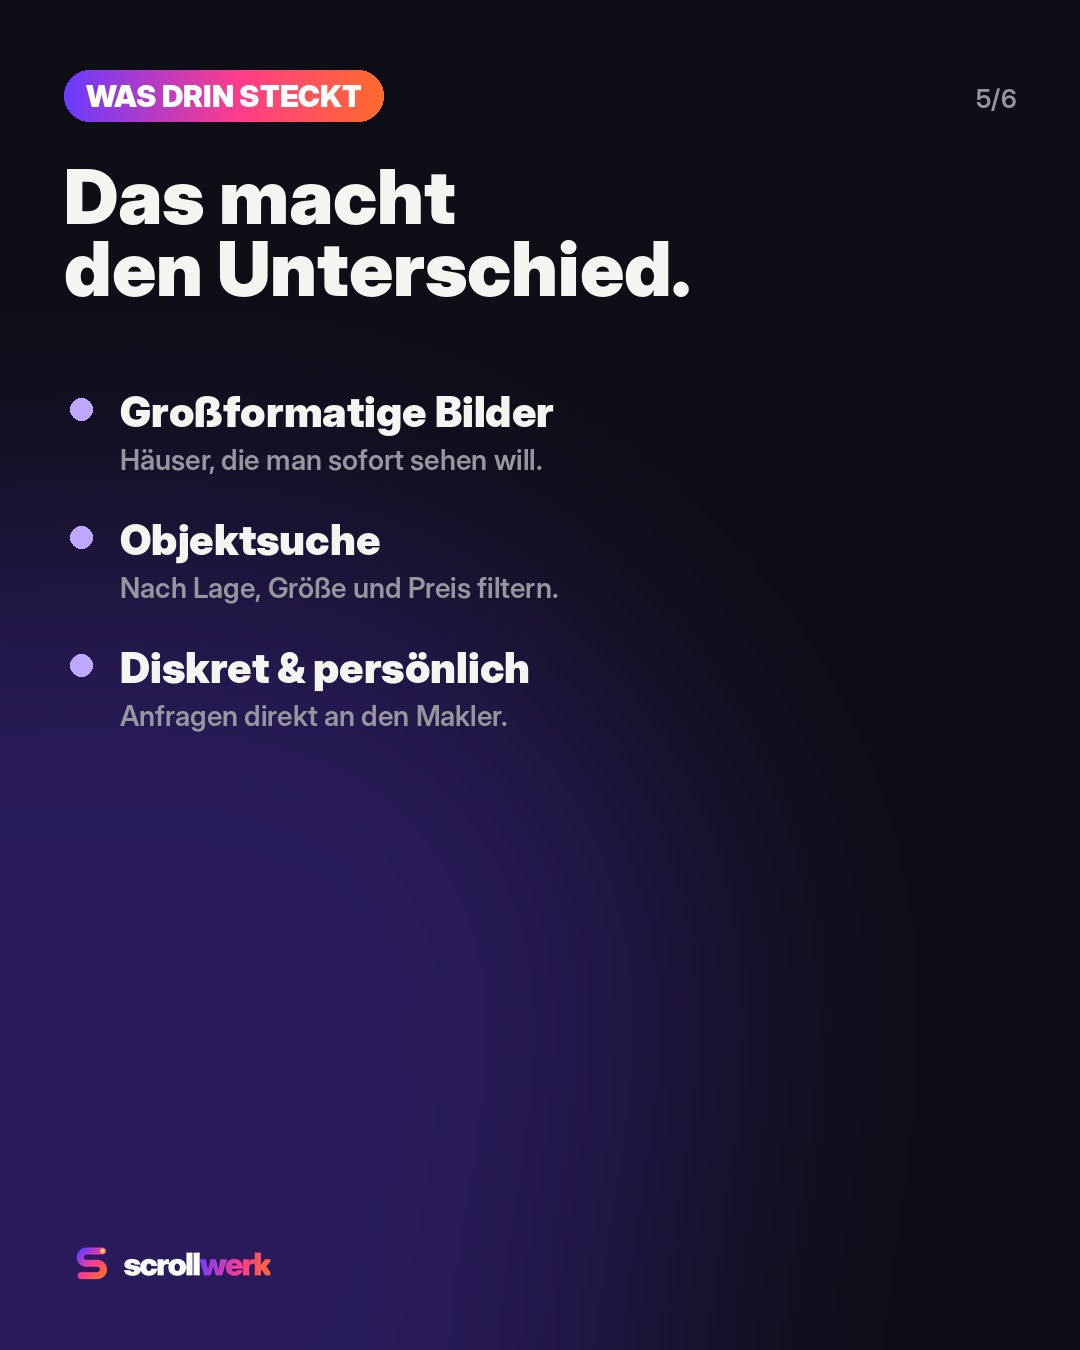 WAS DRIN STECKT
5/6
Das macht
den Unterschied.
Großformatige Bilder
Häuser, die man sofort sehen will.
Objektsuche
Nach Lage, Größe und Preis filtern.
Diskret & persönlich
Anfragen direkt an den Makler.
scrollwerk